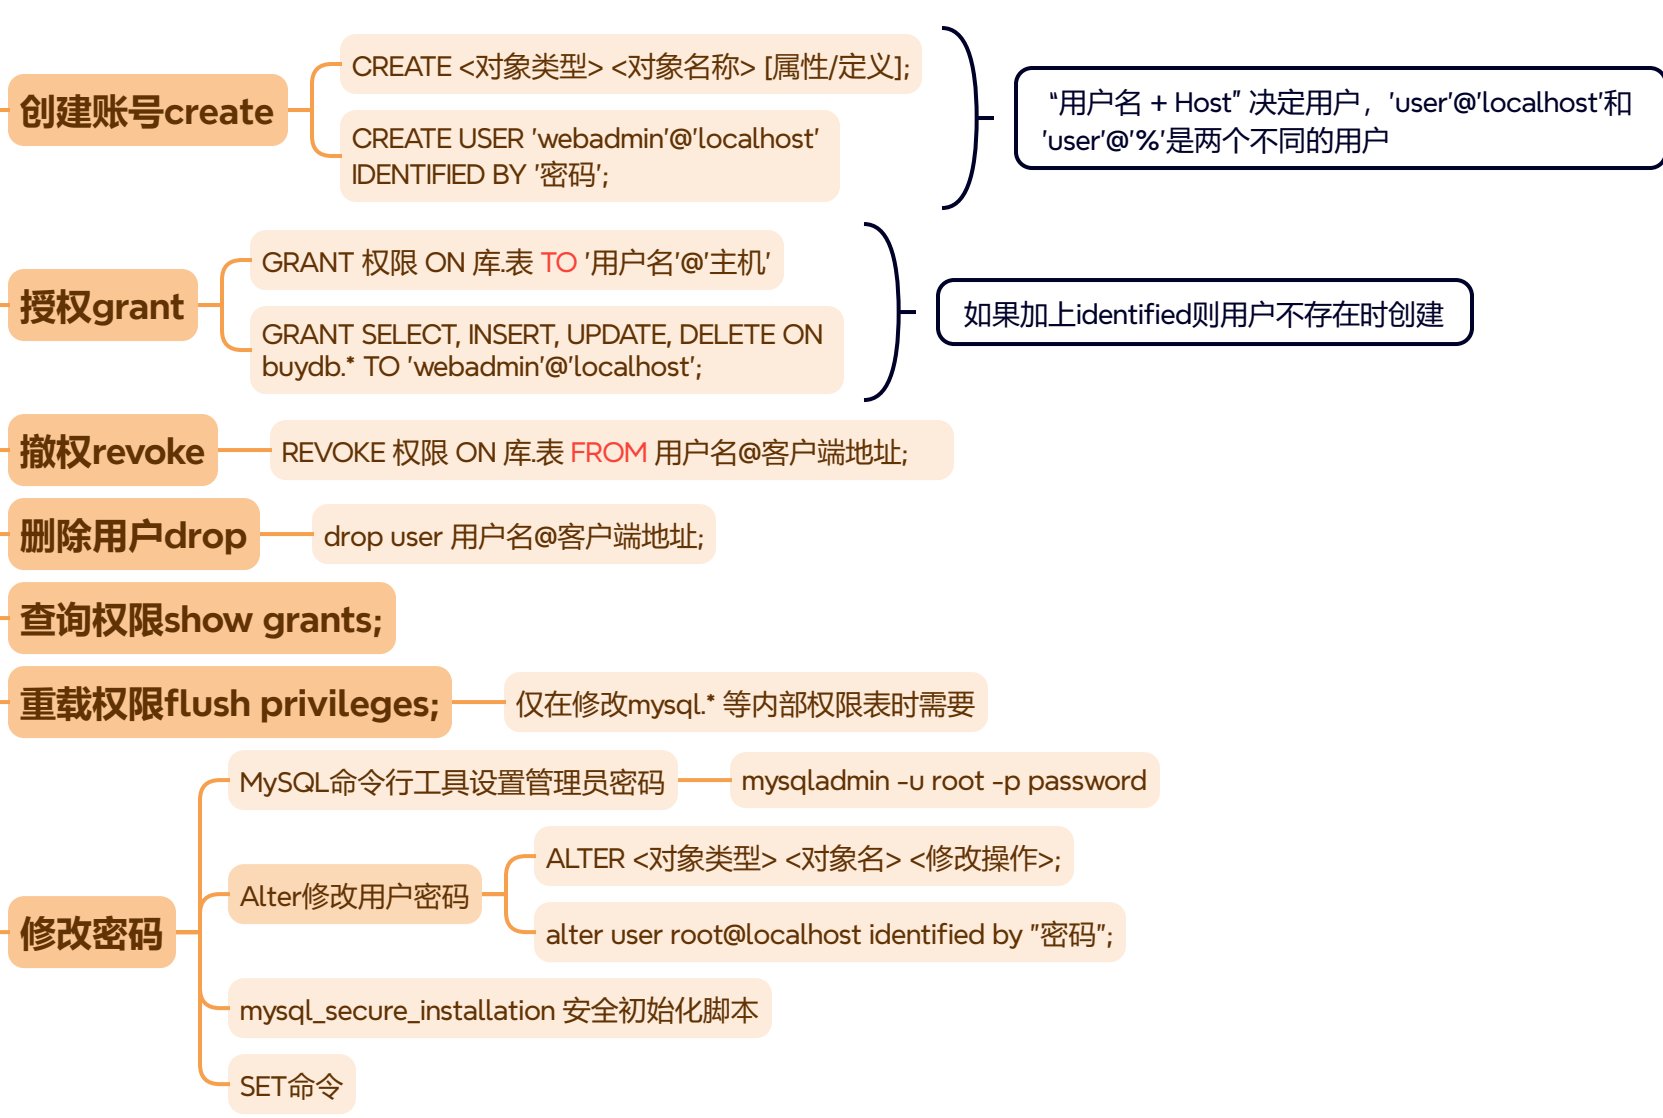 创建账号create
CREATE <对象类型> <对象名称> [属性/定义];
CREATE USER 'webadmin'@'localhost'
IDENTIFIED BY '密码';
“用户名 + Host” 决定用户，'user'@'localhost'和
'user'@'%'是两个不同的用户
授权grant
GRANT 权限 ON 库.表 TO '用户名'@'主机'
GRANT SELECT, INSERT, UPDATE, DELETE ON
buydb.* TO 'webadmin'@'localhost';
如果加上identified则用户不存在时创建
撤权revoke
REVOKE 权限 ON 库.表 FROM 用户名@客户端地址;
删除用户drop
drop user 用户名@客户端地址;
查询权限show grants;
重载权限flush privileges;
仅在修改mysql.* 等内部权限表时需要
修改密码
MySQL命令行工具设置管理员密码
mysqladmin -u root -p password
Alter修改用户密码
ALTER <对象类型> <对象名> <修改操作>;
alter user root@localhost identified by "密码";
mysql_secure_installation 安全初始化脚本
SET命令